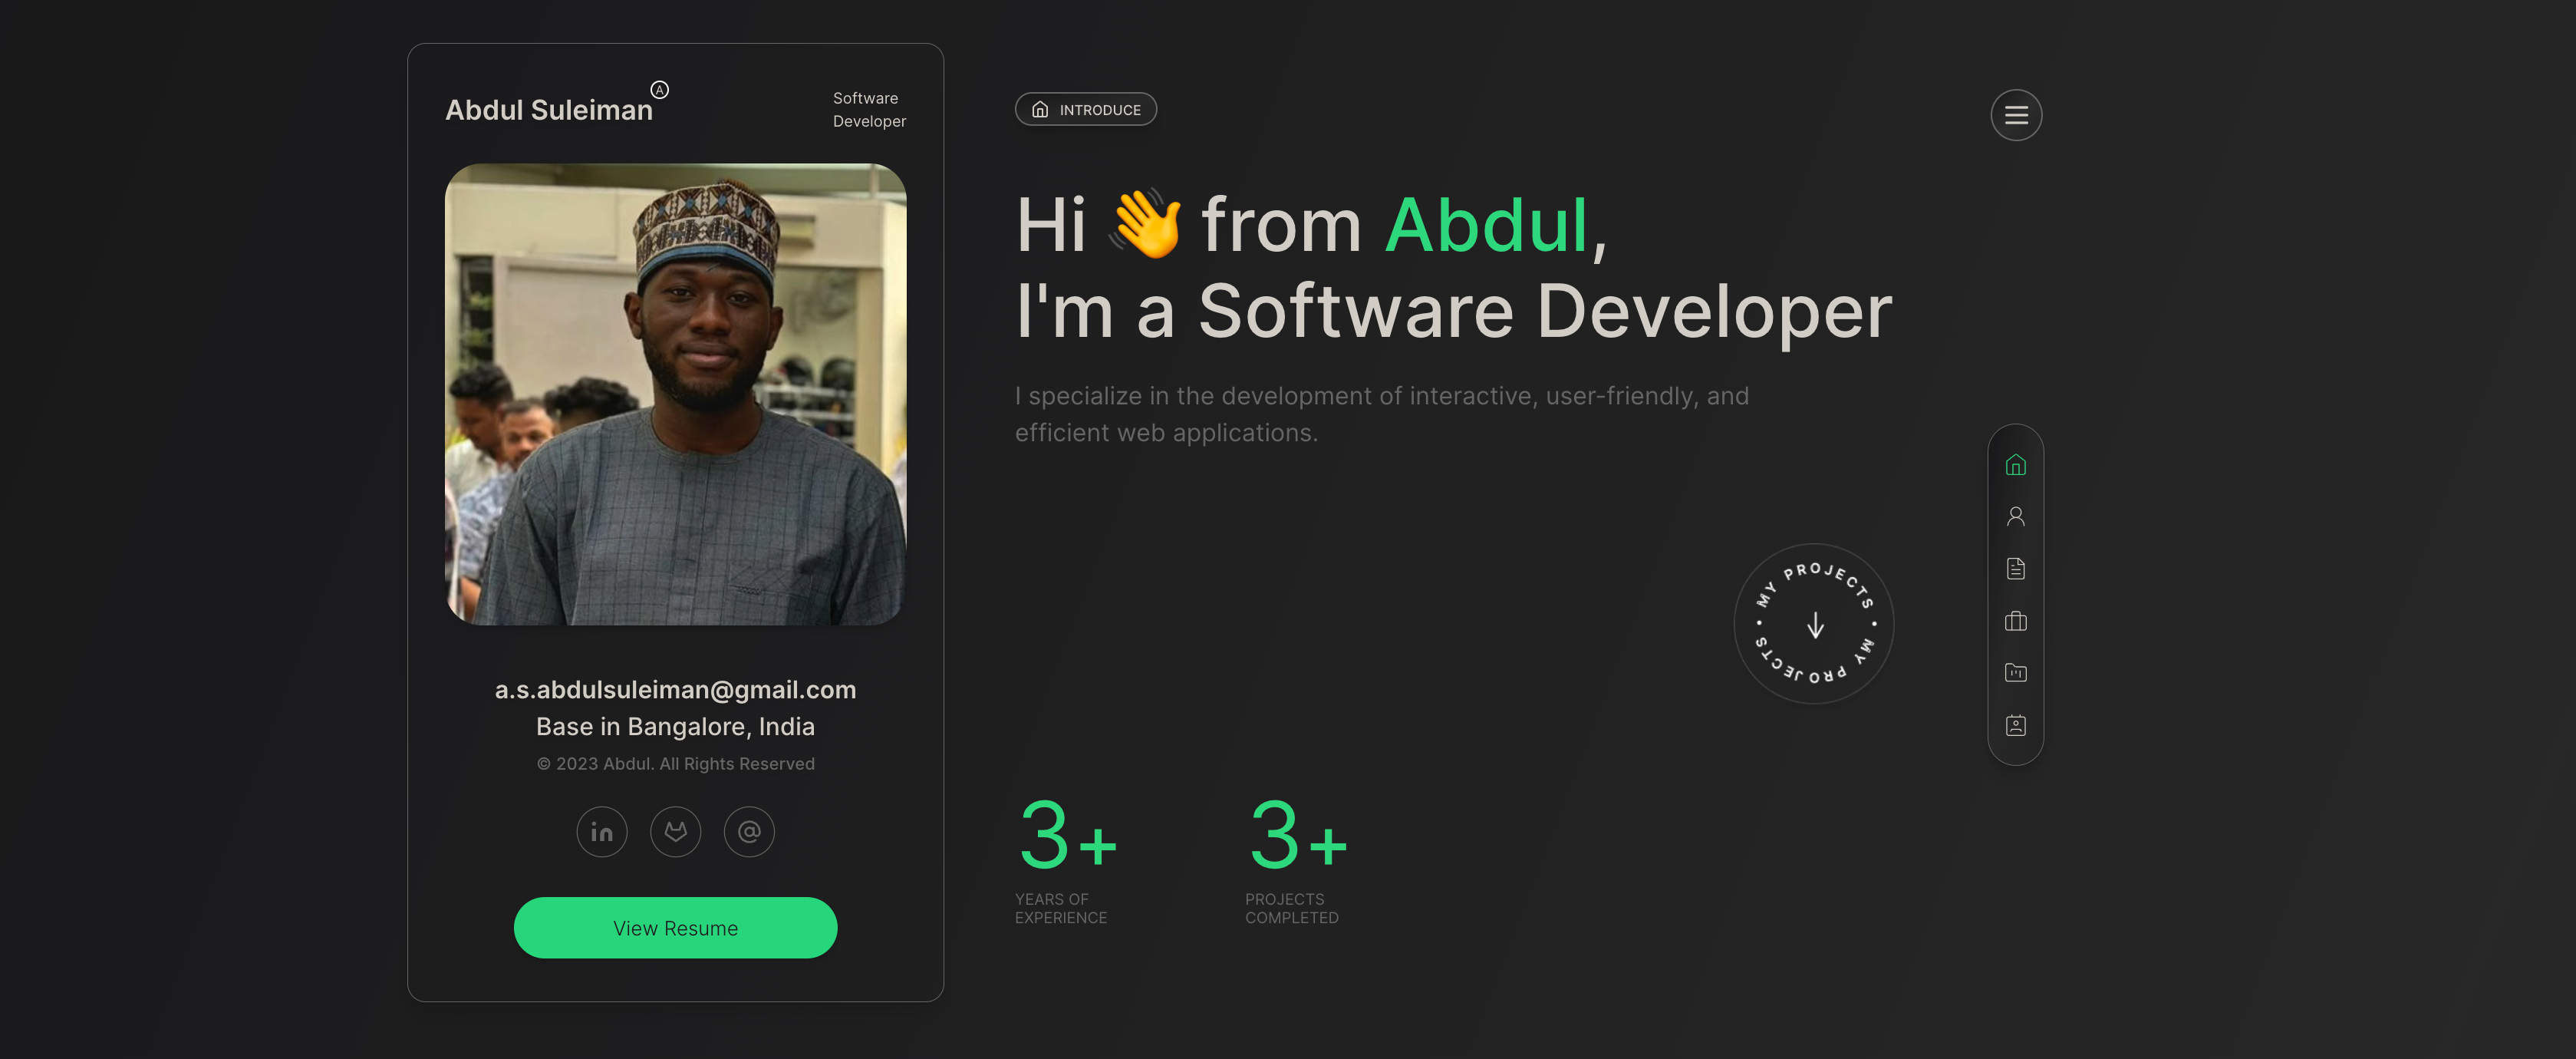 Abdul Suleiman
A
Software
Developer
a.s.abdulsuleiman@gmail.com
Base in Bangalore, India
© 2023 Abdul. All Rights Reserved
in
View Resume
INTRODUCE
Hi 👋 from Abdul,
I'm a Software Developer
I specialize in the development of interactive, user-friendly, and
efficient web applications.
MY PROJECTS • MY PROJECTS •
3+
YEARS OF
EXPERIENCE
3+
PROJECTS
COMPLETED